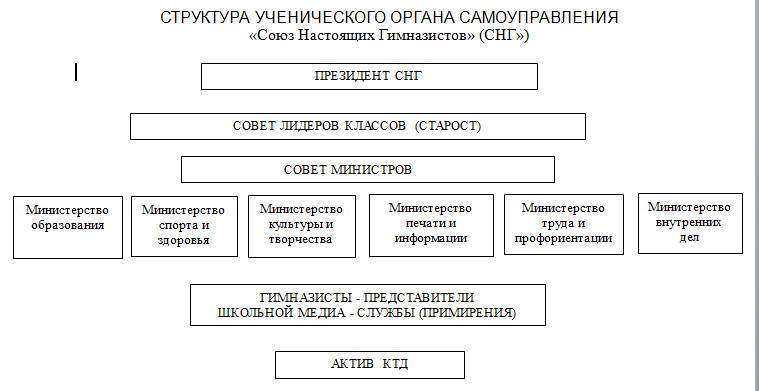 СТРУКТУРА УЧЕНИЧЕСКОГО ОРГАНА САМОУПРАВЛЕНИЯ
«Союз Настоящих Гимназистов» (СНГ»)
ПРЕЗИДЕНТ СНГ
СОВЕТ ЛИДЕРОВ КЛАССОВ (СТАРОСТ)
СОВЕТ МИНИСТРОВ
Министерство
образования
Министерство
спорта и
здоровья
Министерство
культуры и
творчества
Министерство
печати и
информации
Министерство
труда и
профориентации
Министерство
внутренних
дел
ГИМНАЗИСТЫ - ПРЕДСТАВИТЕЛИ
ШКОЛЬНОЙ МЕДИА - СЛУЖБЫ (ПРИМИРЕНИЯ)
АКТИВ КТД